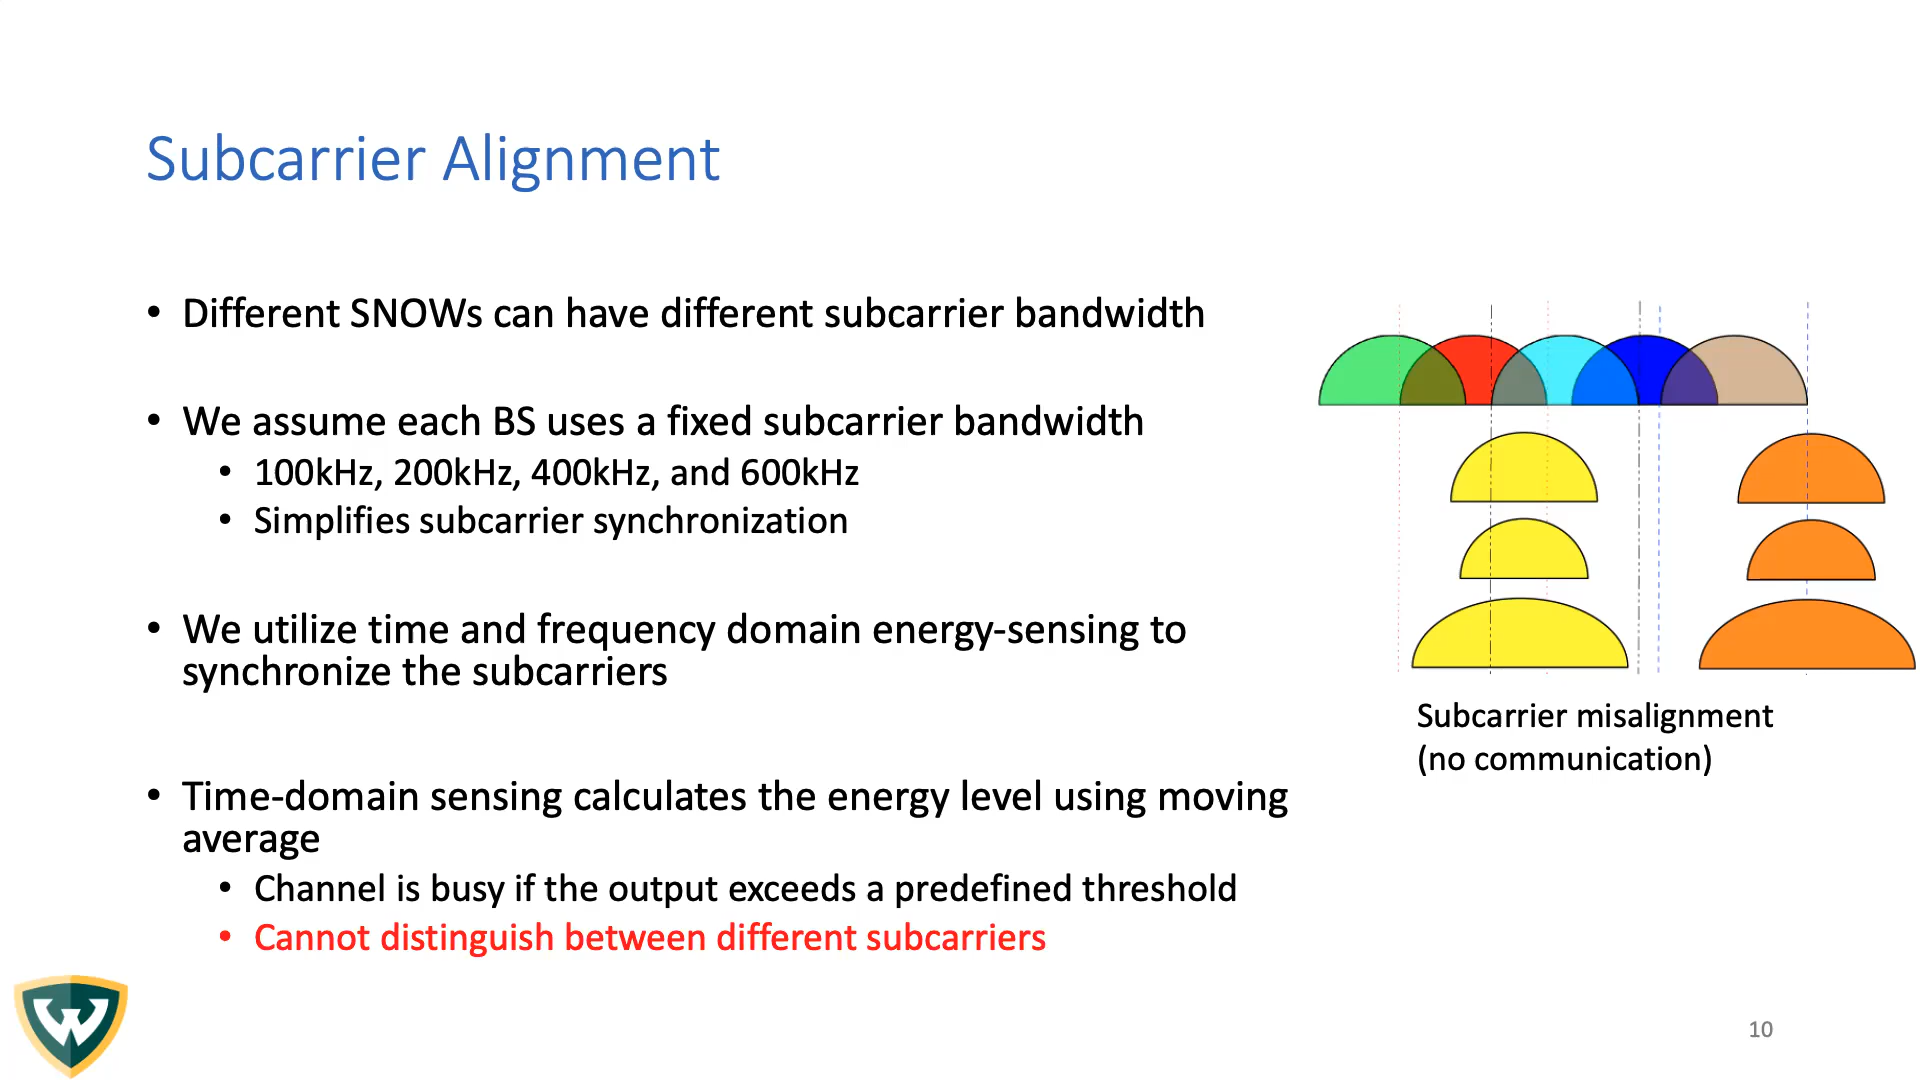 Subcarrier Alignment
• Different SNOWs can have different subcarrier bandwidth
• We assume each BS uses a fixed subcarrier bandwidth
• 100kHz, 200kHz, 400kHz, and 600kHz
• Simplifies subcarrier synchronization
• We utilize time and frequency domain energy-sensing to
synchronize the subcarriers
• Time-domain sensing calculates the energy level using moving
average
• Channel is busy if the output exceeds a predefined threshold
• Cannot distinguish between different subcarriers
Subcarrier misalignment
(no communication)
W
10